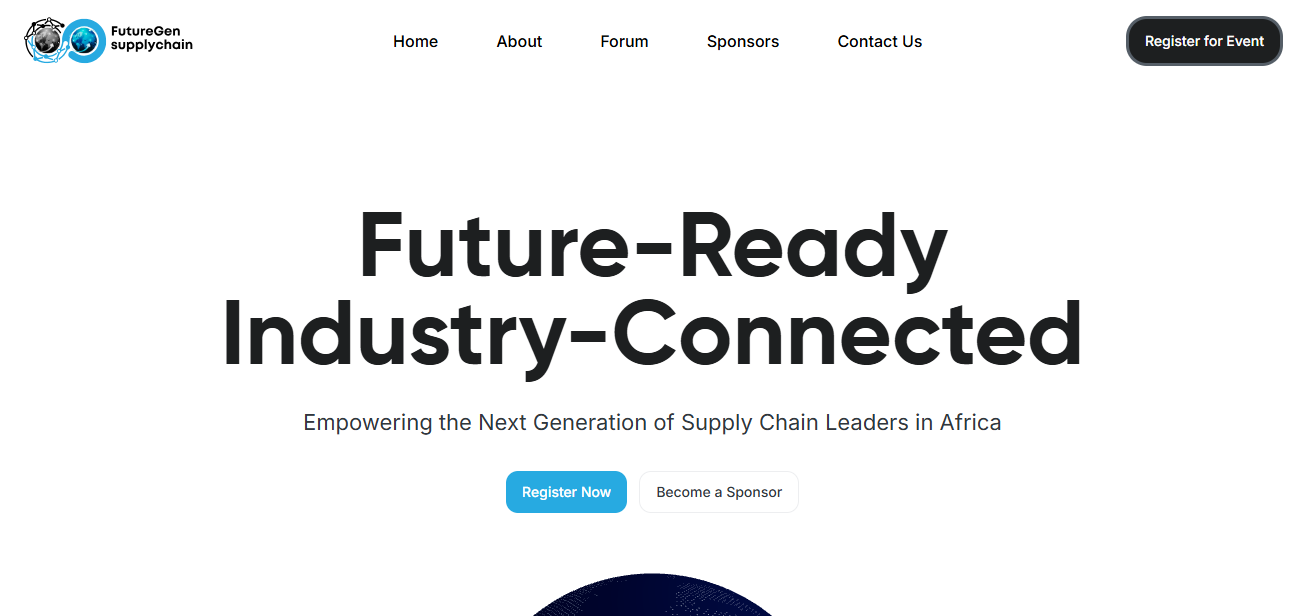 FutureGen
supplychain
Home
About
Forum
Sponsors
Contact Us
Register for Event
Future-Ready
Industry-Connected
Empowering the Next Generation of Supply Chain Leaders in Africa
Register Now
Become a Sponsor